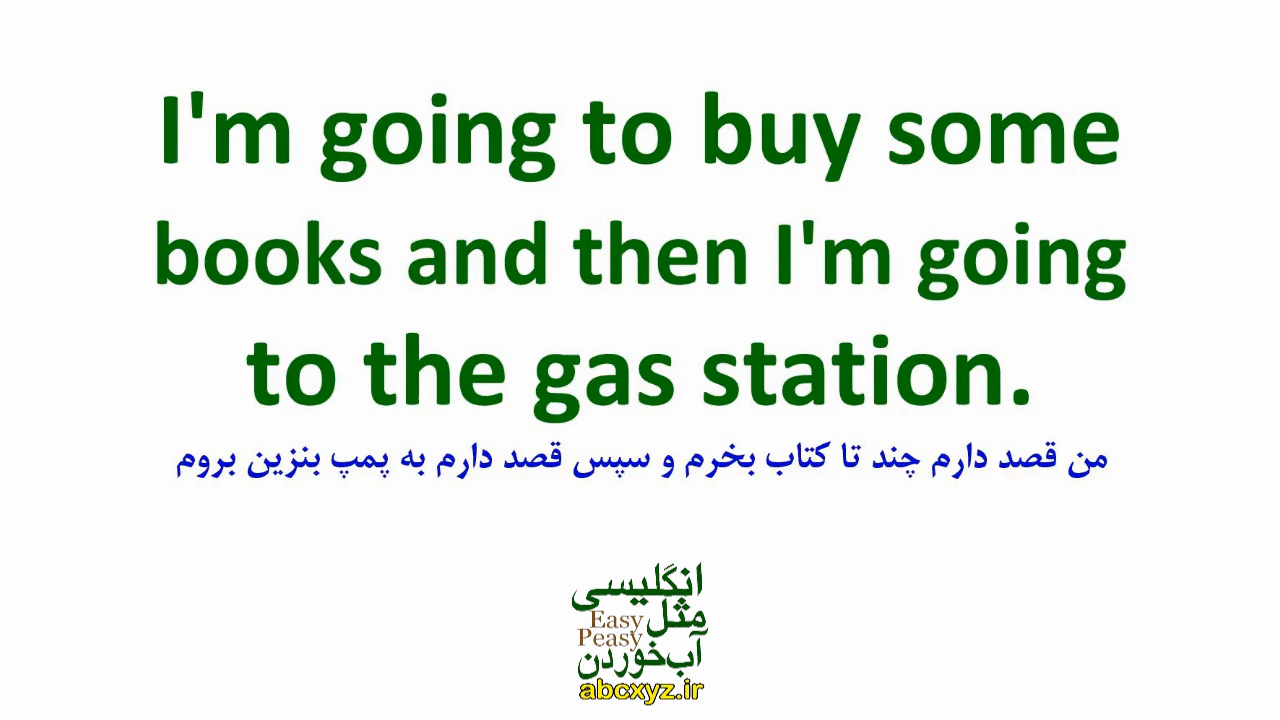 I'm going to buy some
books and then I'm going
to the gas station.
من قصد دارم چند تا کتاب بخرم و سپس قصد دارم به پمپ بنزین بروم
انگلیسی
مثل Easy
Peasy
آب‌خوردن
abcxyz.ir